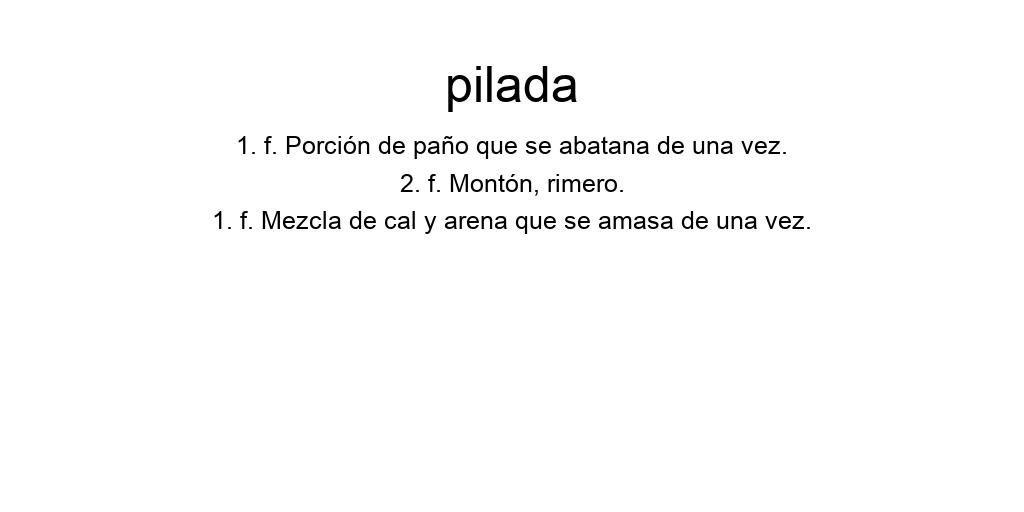 pilada
1. f. Porción de paño que se abatana de una vez.
2. f. Montón, rimero.
1. f. Mezcla de cal y arena que se amasa de una vez.